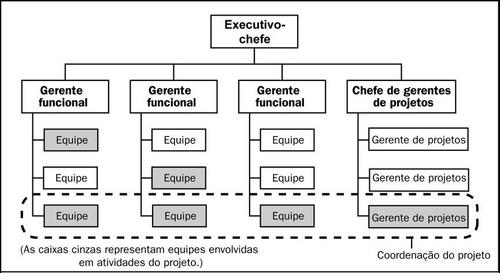 Executivo-
chefe
Gerente
funcional
Gerente
funcional
Gerente
funcional
Chefe de gerentes
de projetos
Equipe
Equipe
Equipe
Gerente de projetos
Equipe
Equipe
Equipe
Gerente de projetos
Equipe
Equipe
Equipe
Gerente de projetos
(As caixas cinzas representam equipes envolvidas
em atividades do projeto.)
Coordenação do projeto